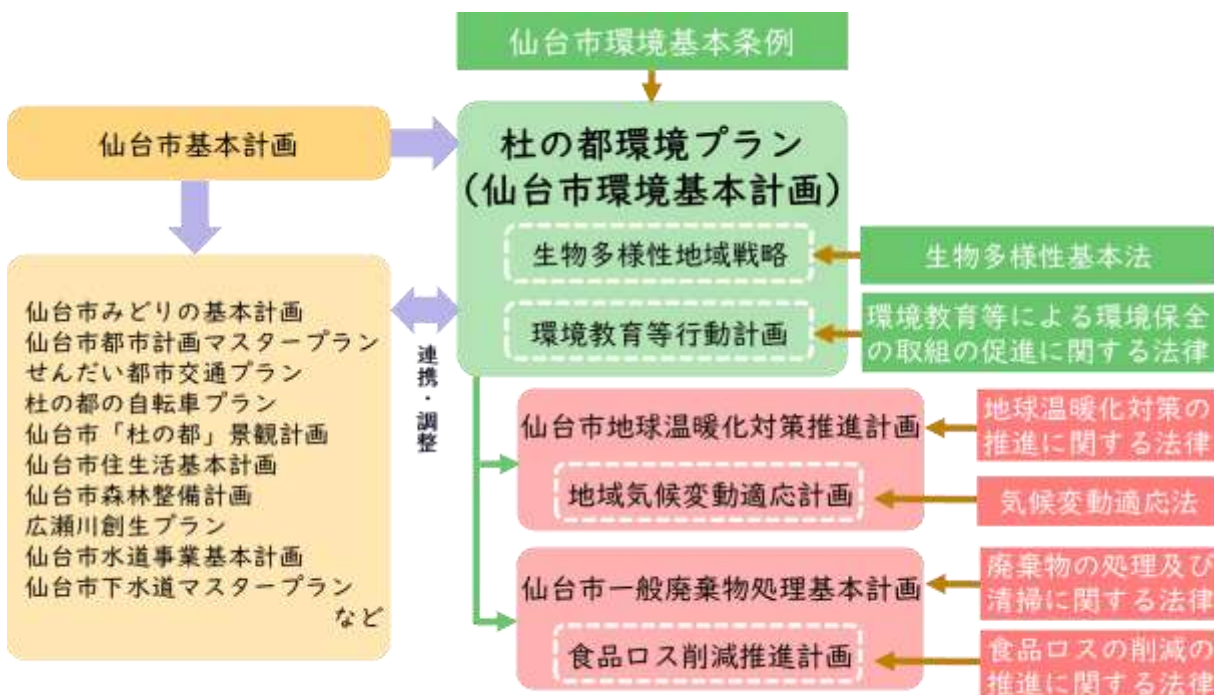 仙台市環境基本条例
仙台市基本計画
杜の都環境プラン
(仙台市環境基本計画)
生物多様性地域戦略
生物多様性基本法
環境教育等行動計画
環境教育等による環境保全
の取組の促進に関する法律
仙台市みどりの基本計画
仙台市都市計画マスタープラン
せんだい都市交通プラン
杜の都の自転車プラン
仙台市「杜の都」景観計画
仙台市住生活基本計画
仙台市森林整備計画
広瀬川創生プラン
仙台市水道事業基本計画
仙台市下水道マスタープラン
など
連携・調整
仙台市地球温暖化対策推進計画
地球温暖化対策の
推進に関する法律
地域気候変動適応計画
気候変動適応法
仙台市一般廃棄物処理基本計画
廃棄物の処理及び
清掃に関する法律
食品ロス削減推進計画
食品ロスの削減の
推進に関する法律